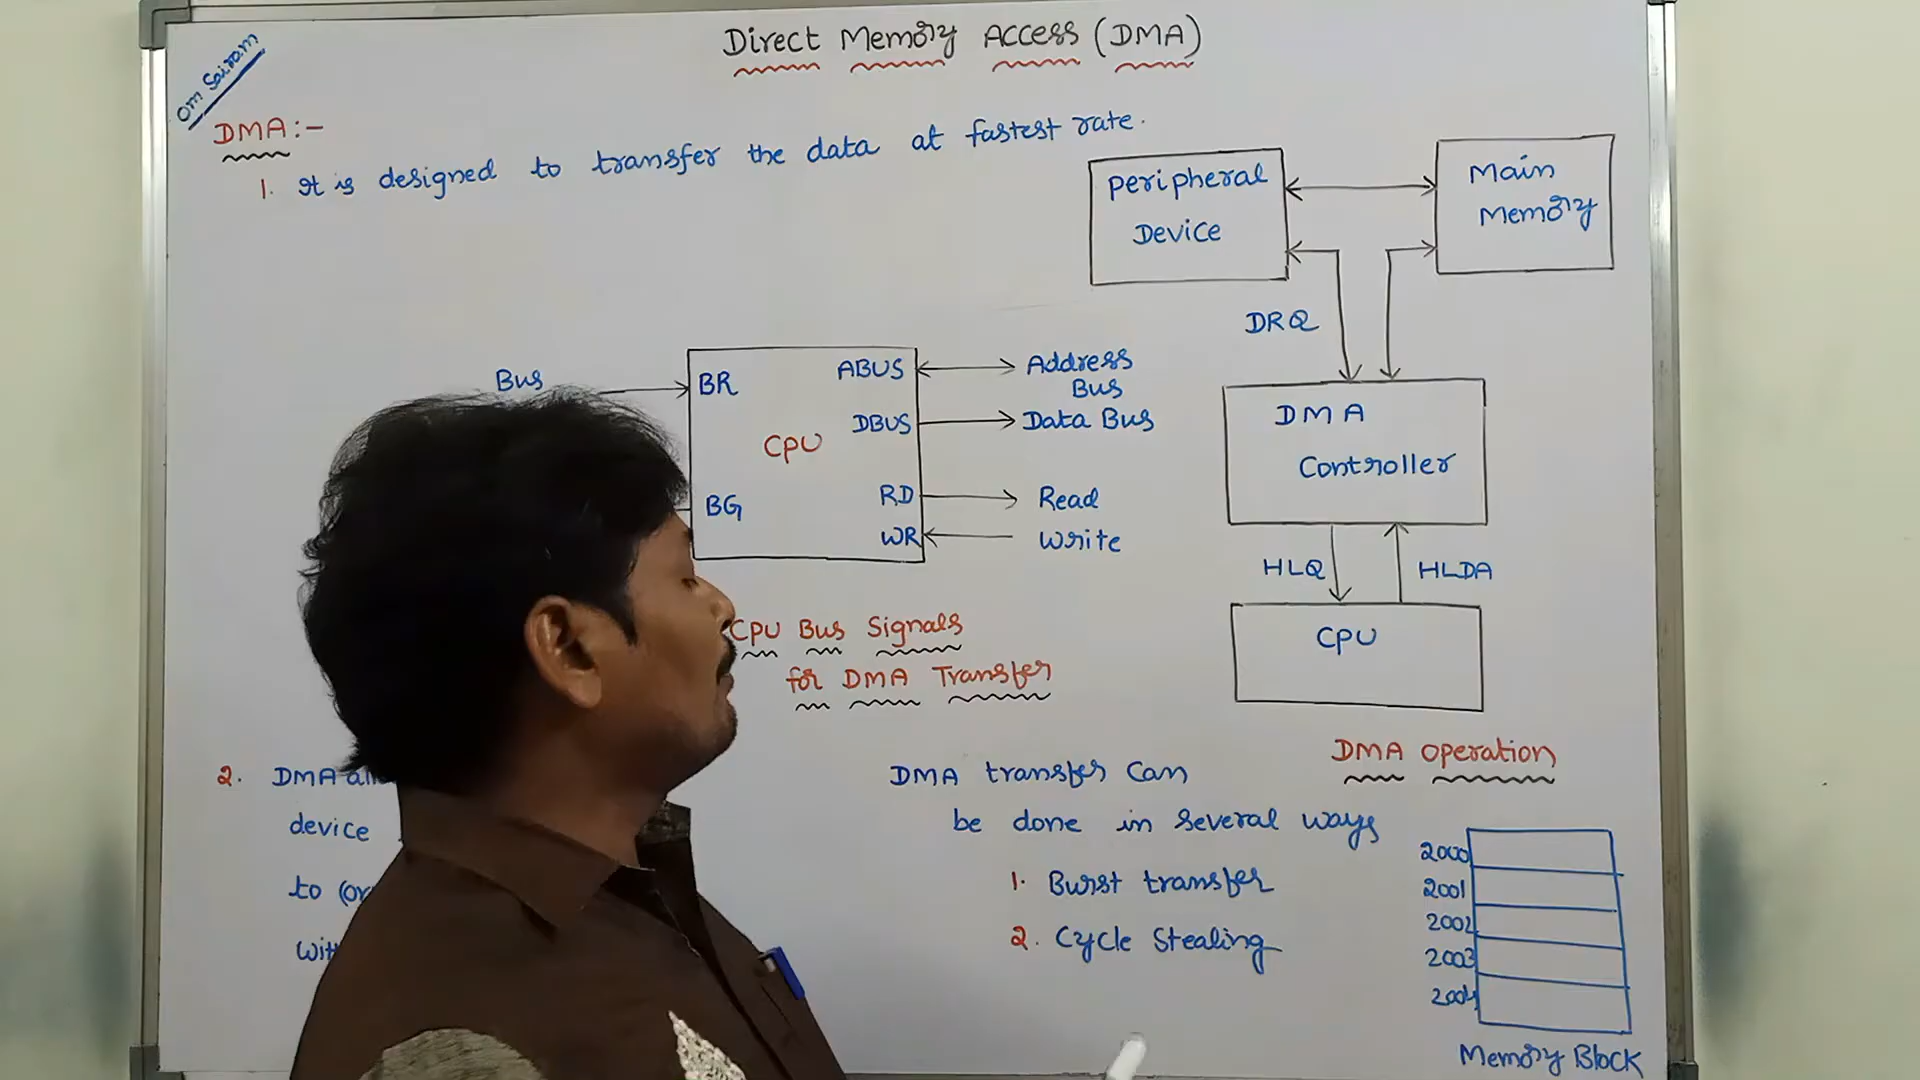 Direct Memory Access (DMA)
Om Sairam
DMA:-
1. It is designed to transfer the data at fastest rate.
Peripheral
Device
Main
Memory
DRQ
DMA
Controller
HLQ
HLDA
CPU
DMA operation
Bus
BR
ABUS
Address
Bus
DBUS
Data Bus
CPU
BG
RD
Read
WR
Write
CPU Bus Signals
for DMA Transfer
2. DMA
device
to (or
DMA transfer can
be done in several ways
1. Burst transfer
2. Cycle Stealing
2000
2001
2002
2003
2004
Memory Block